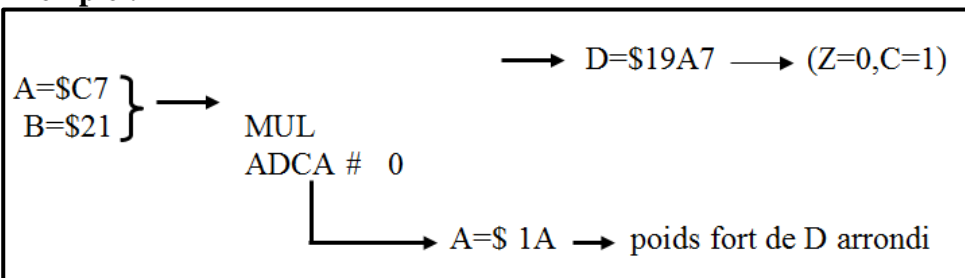 D=$19A7 (Z=0,C=1)
A=$C7
B=$21
MUL
ADCA # 0
A=$ 1A poids fort de D arrondi